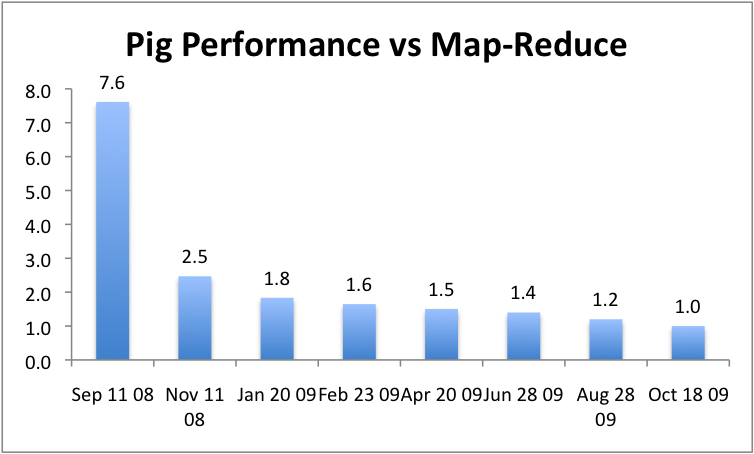 Pig Performance vs Map-Reduce
8.0
7.0
6.0
5.0
4.0
3.0
2.0
1.0
0.0
7.6
2.5
1.8
1.6
1.5
1.4
1.2
1.0
Sep 11 08
Nov 11
08
Jan 20 09
Feb 23 09
Apr 20 09
Jun 28 09
Aug 28
09
Oct 18 09